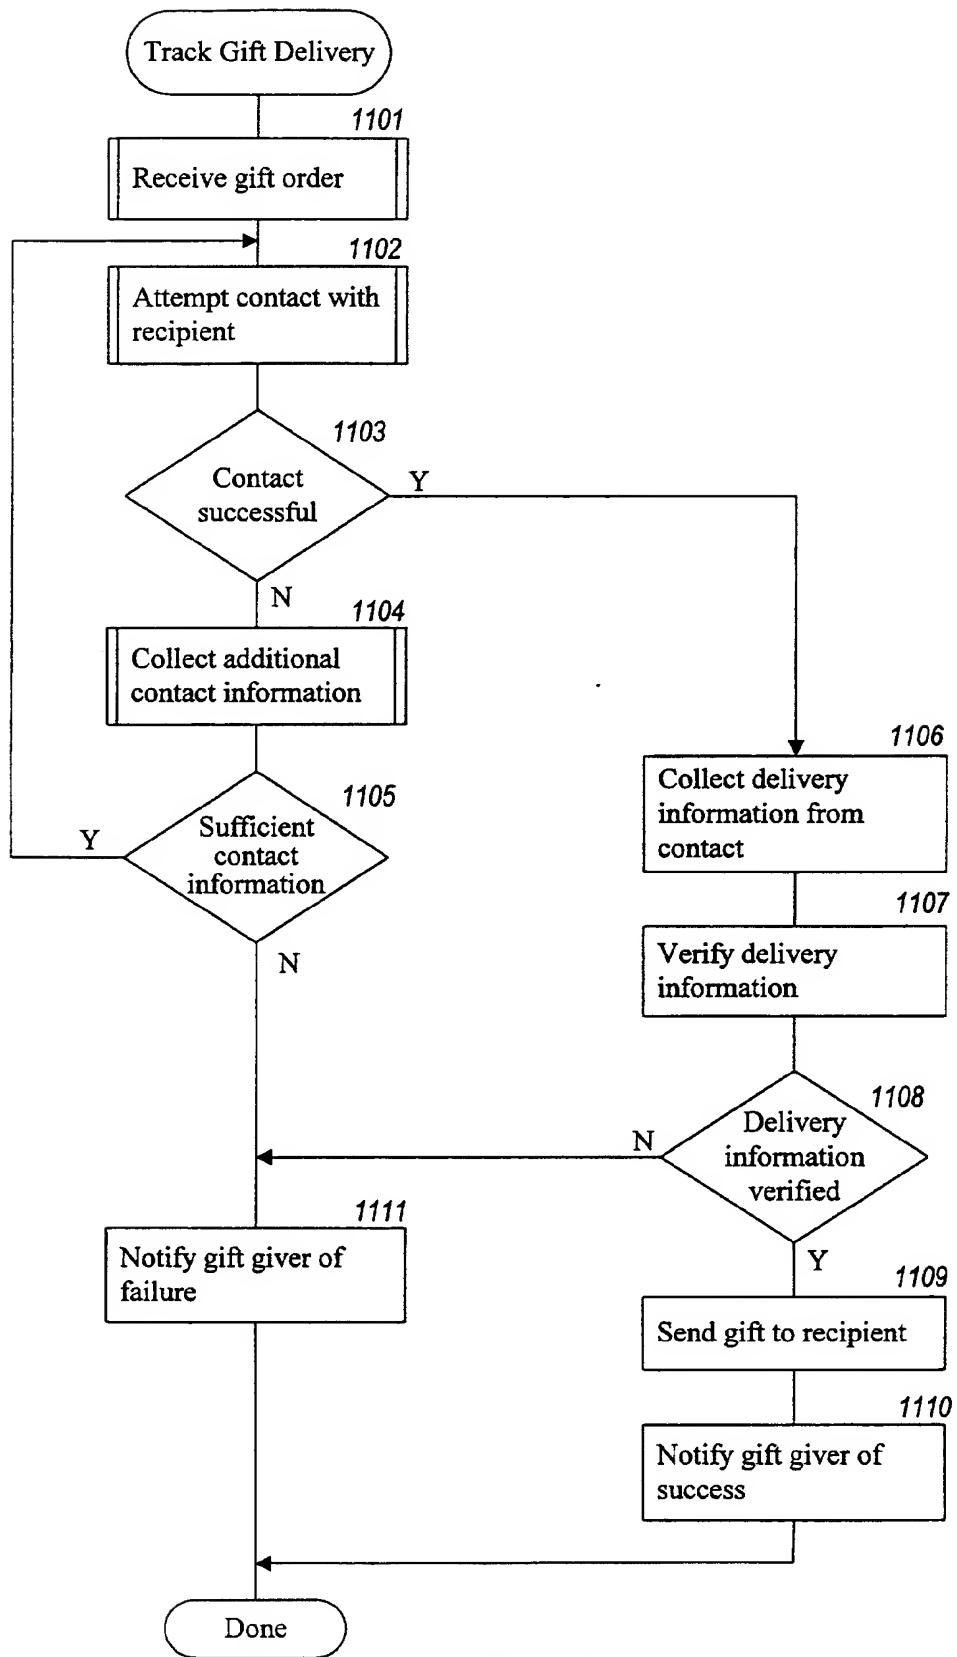 Track Gift Delivery
1101
Receive gift order
1102
Attempt contact with
recipient
1103
Contact
successful
Y
N
1104
Collect additional
contact information
1105
Sufficient
contact
information
Y
N
1106
Collect delivery
information from
contact
1107
Verify delivery
information
1108
Delivery
information
verified
N
Y
1111
Notify gift giver of
failure
1109
Send gift to recipient
1110
Notify gift giver of
success
Done